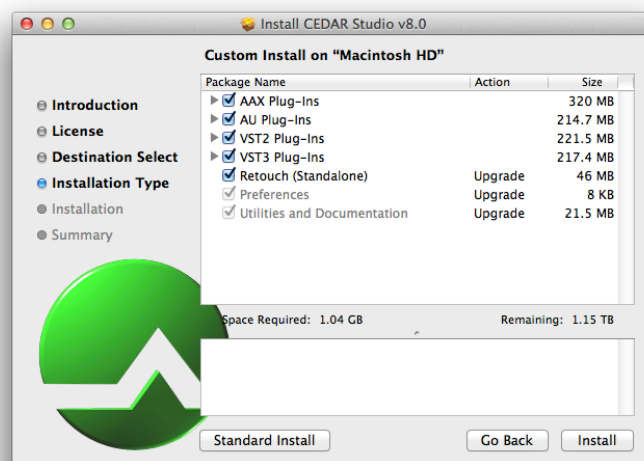 Install CEDAR Studio v8.0
Custom Install on “Macintosh HD”
Introduction
License
Destination Select
Installation Type
Installation
Summary
Package Name Action Size
AAX Plug-Ins 320 MB
AU Plug-Ins 214.7 MB
VST2 Plug-Ins 221.5 MB
VST3 Plug-Ins 217.4 MB
Retouch (Standalone) Upgrade 46 MB
Preferences Upgrade 8 KB
Utilities and Documentation Upgrade 21.5 MB
Space Required: 1.04 GB Remaining: 1.15 TB
Standard Install Go Back Install